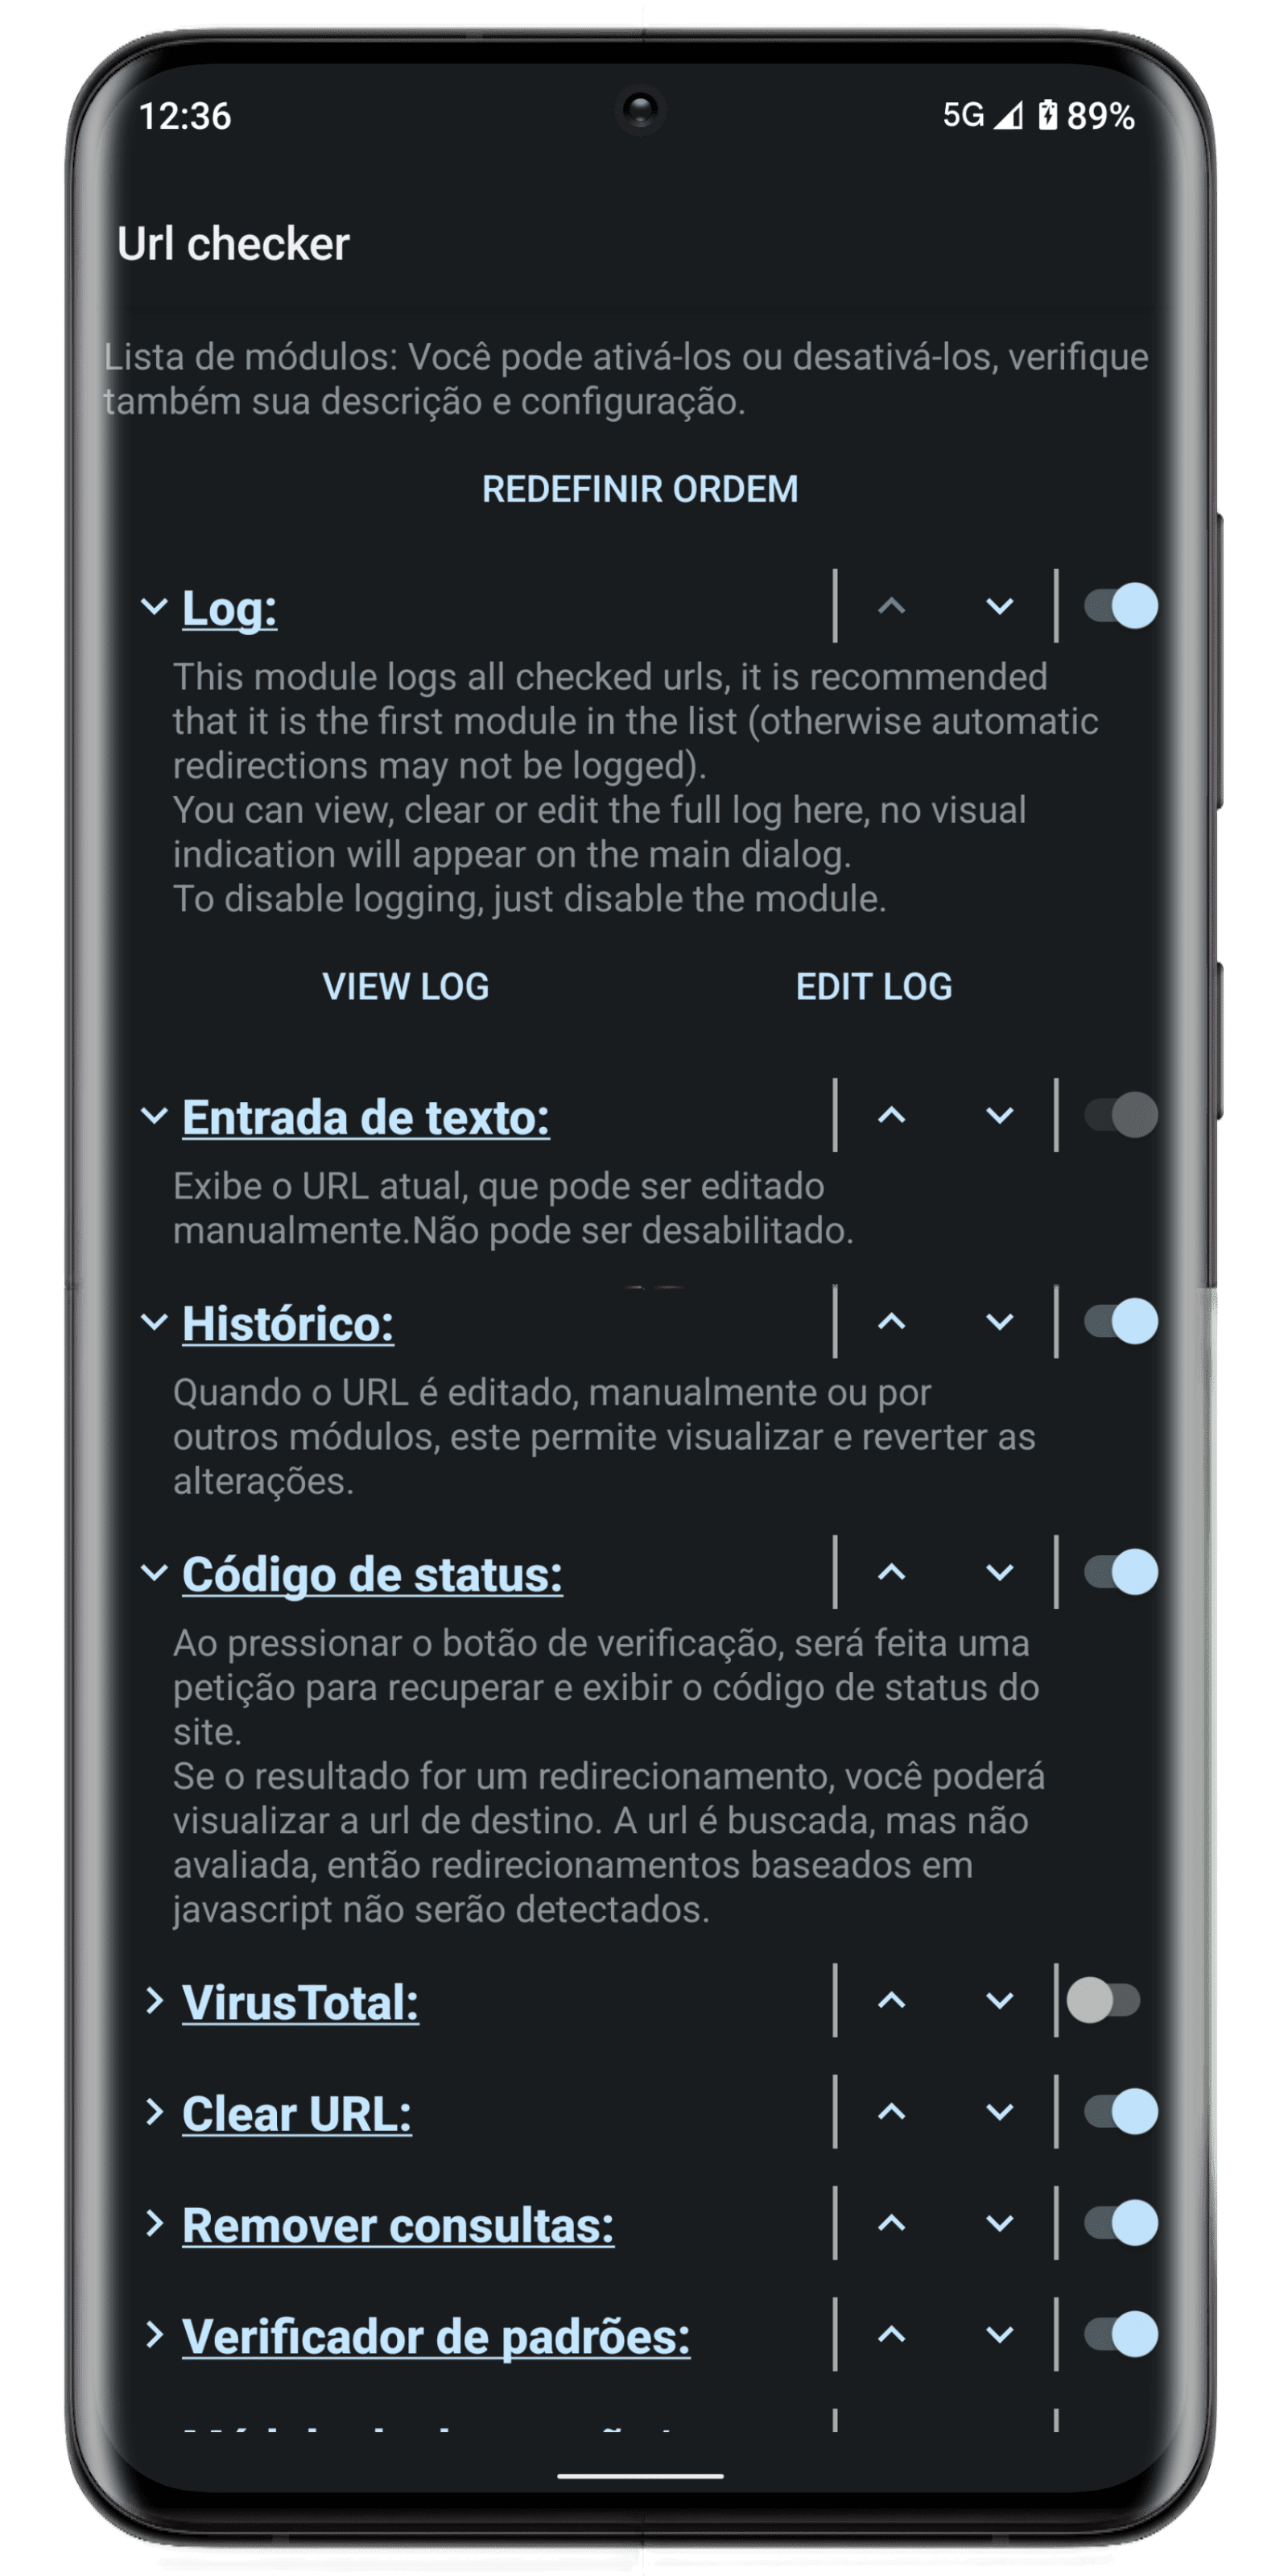 12:36
5G 89%
Url checker
Lista de módulos: Você pode ativá-los ou desativá-los, verifique
também sua descrição e configuração.
REDEFINIR ORDEM
Log:
This module logs all checked urls, it is recommended
that it is the first module in the list (otherwise automatic
redirections may not be logged).
You can view, clear or edit the full log here, no visual
indication will appear on the main dialog.
To disable logging, just disable the module.
VIEW LOG EDIT LOG
Entrada de texto:
Exibe o URL atual, que pode ser editado
manualmente.Não pode ser desabilitado.
Histórico:
Quando o URL é editado, manualmente ou por
outros módulos, este permite visualizar e reverter as
alterações.
Código de status:
Ao pressionar o botão de verificação, será feita uma
petição para recuperar e exibir o código de status do
site.
Se o resultado for um redirecionamento, você poderá
visualizar a url de destino. A url é buscada, mas não
avaliada, então redirecionamentos baseados em
javascript não serão detectados.
VirusTotal:
Clear URL:
Remover consultas:
Verificador de padrões: